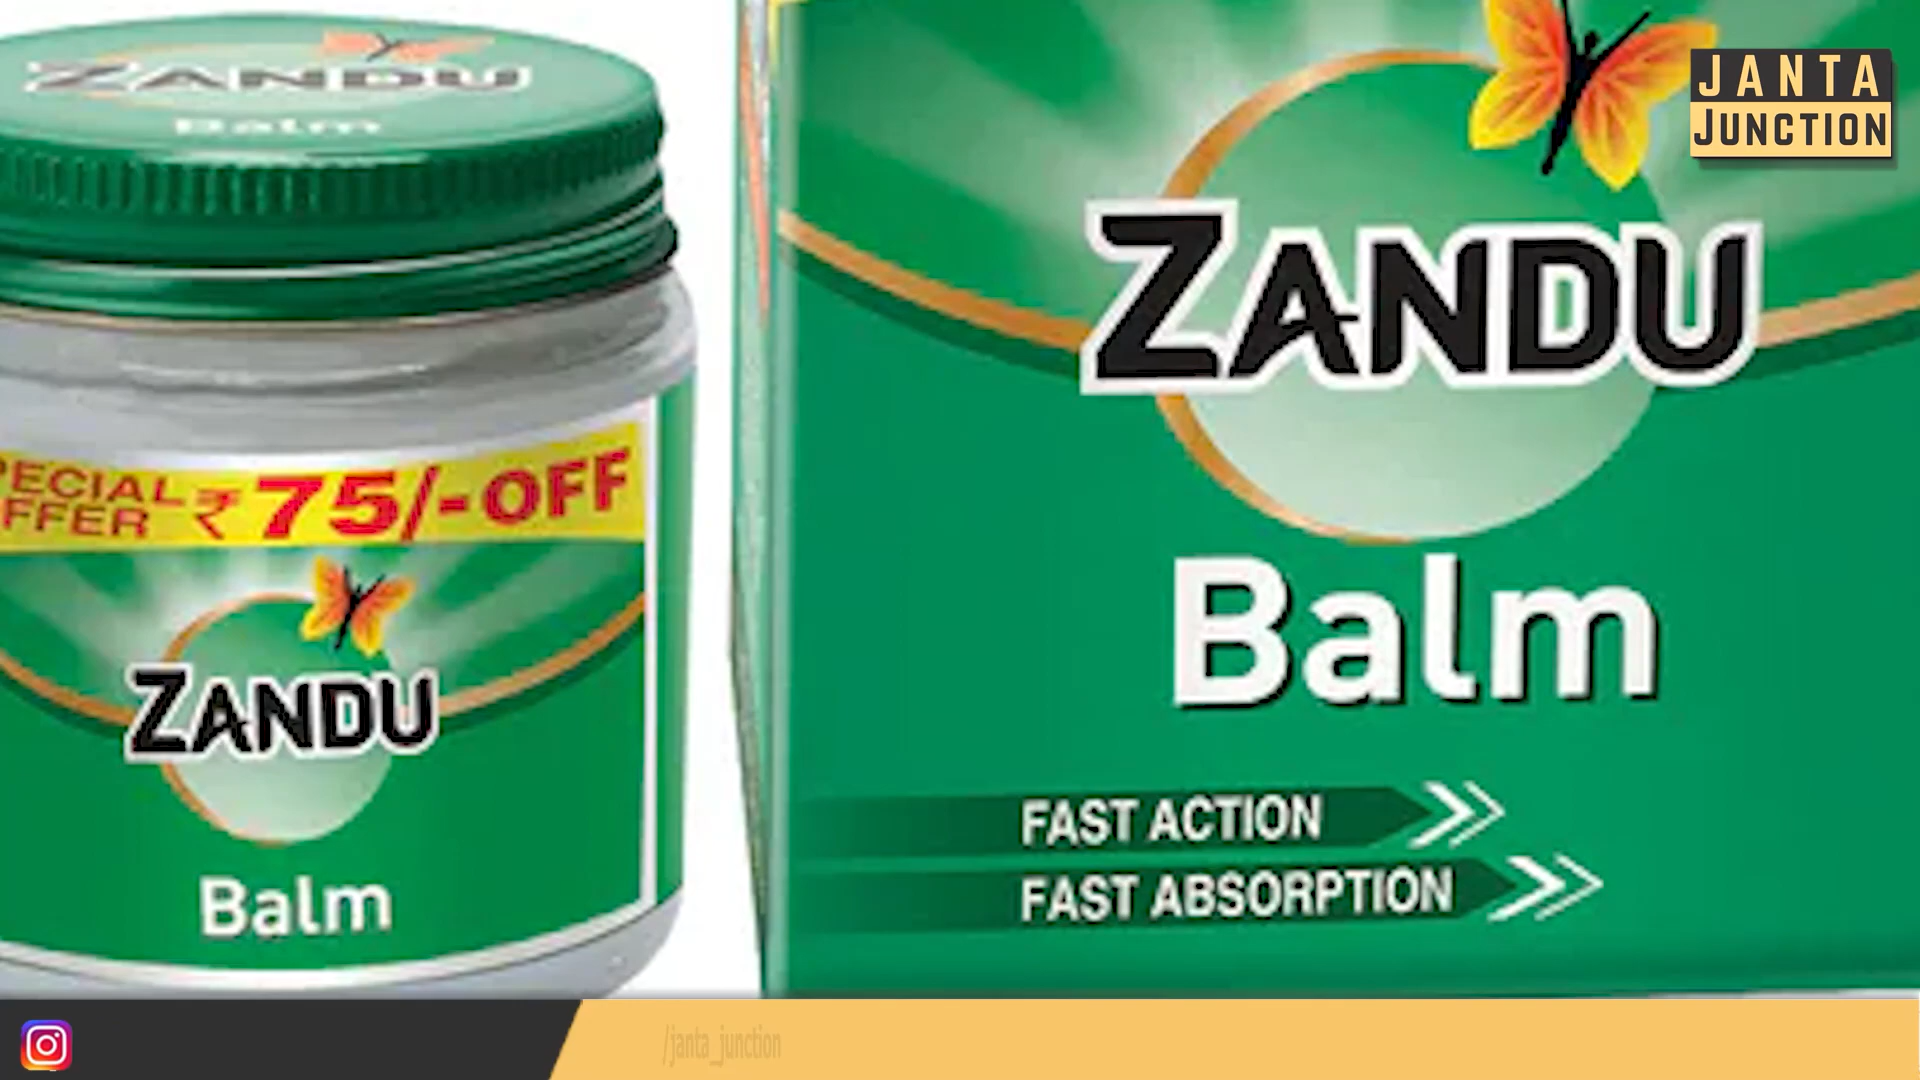 ZANDU
Balm
PECIAL
FFER
₹75/-OFF
ZANDU
Balm
JANTA
JUNCTION
ZANDU
Balm
FAST ACTION
FAST ABSORPTION
/janta_junction